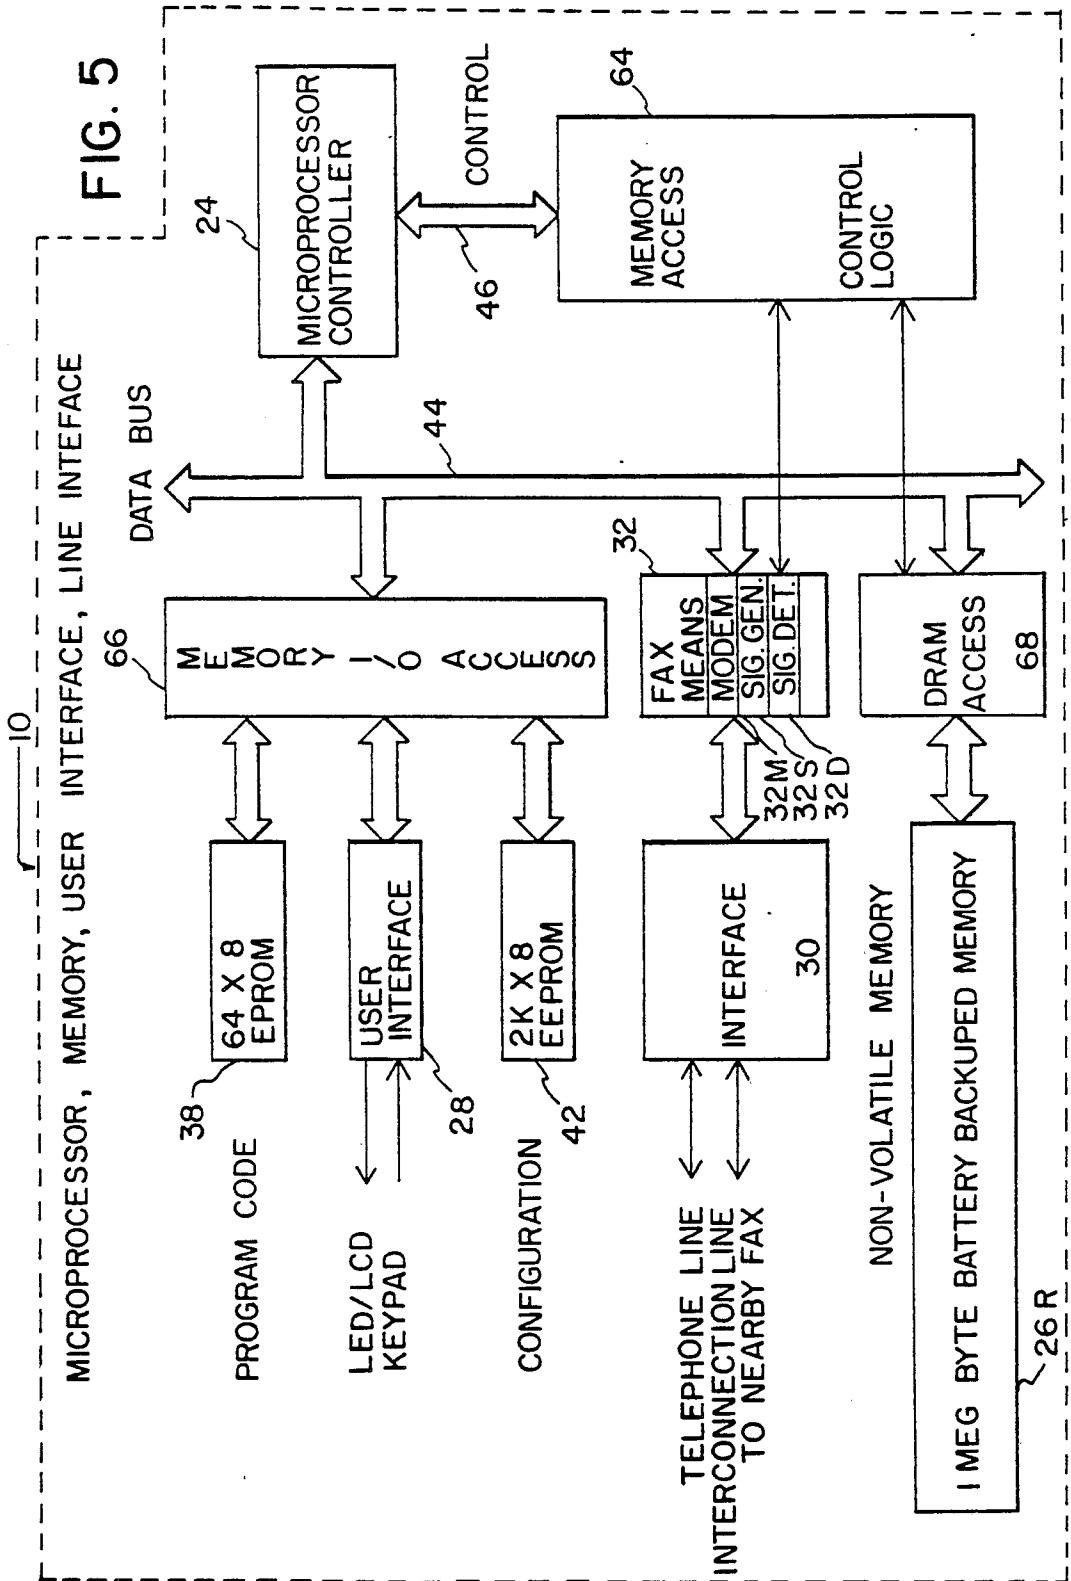 FIG. 5
10
MICROPROCESSOR, MEMORY, USER INTERFACE, LINE INTEFACE
DATA BUS
24
MICROPROCESSOR
CONTROLLER
CONTROL
46
44
64
MEMORY
ACCESS
CONTROL
LOGIC
66
MEMORY I/O ACCESS
PROGRAM CODE
38
64 X 8
EPROM
LED/LCD
KEYPAD
USER
INTERFACE
28
CONFIGURATION
42
2K X 8
EEPROM
32
FAX
MEANS
MODEM
SIG. GEN.
SIG. DET.
32M
32S
32D
INTERFACE
30
TELEPHONE LINE
INTERCONNECTION LINE
TO NEARBY FAX
NON-VOLATILE MEMORY
DRAM
ACCESS
68
1 MEG BYTE BATTERY BACKUPED MEMORY
26R